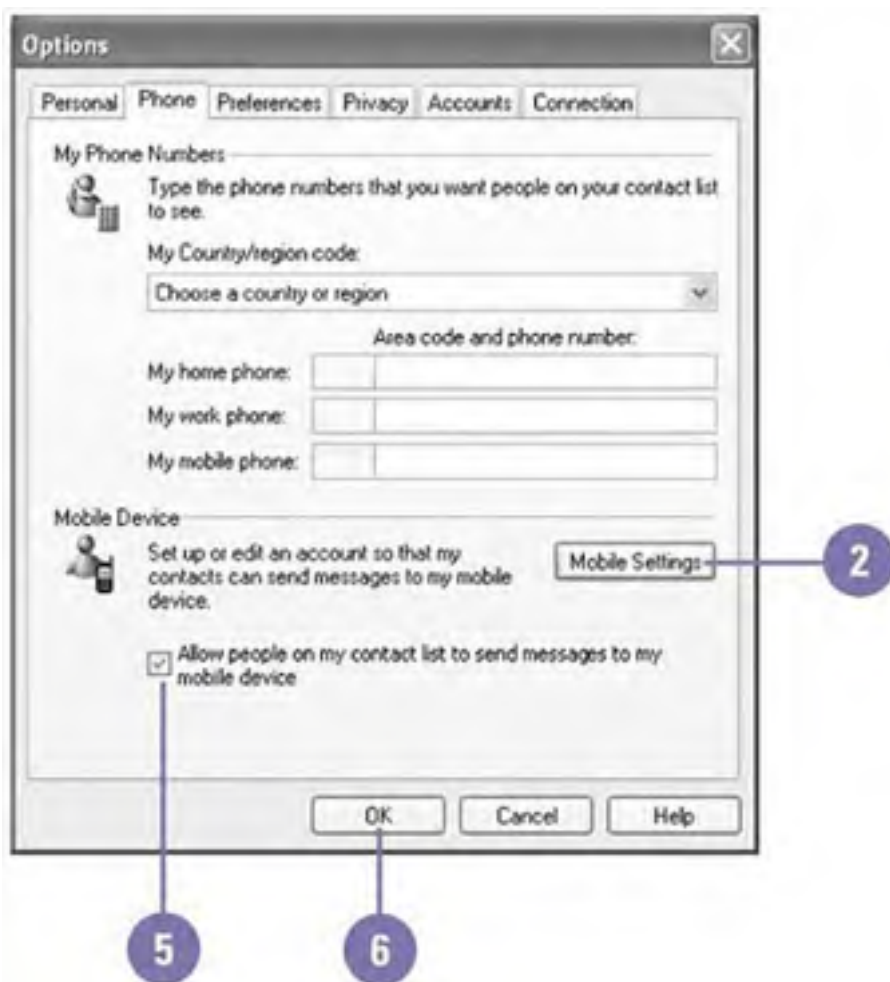 Options
Personal Phone Preferences Privacy Accounts Connection
My Phone Numbers
Type the phone numbers that you want people on your contact list
to see.
My Country/region code:
Choose a country or region
Area code and phone number:
My home phone:
My work phone:
My mobile phone:
Mobile Device
Set up or edit an account so that my
contacts can send messages to my mobile
device.
Mobile Settings
2
Allow people on my contact list to send messages to my
mobile device
OK Cancel Help
5 6